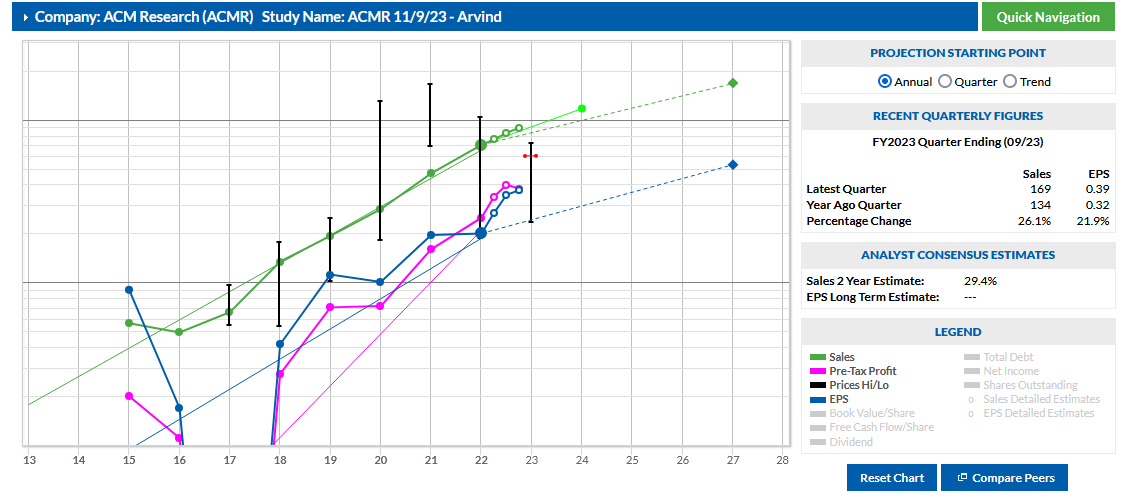 Company: ACM Research (ACMR) Study Name: ACMR 11/9/23 - Arvind
Quick Navigation
13 14 15 16 17 18 19 20 21 22 23 24 25 26 27 28
PROJECTION STARTING POINT
Annual Quarter Trend
RECENT QUARTERLY FIGURES
FY2023 Quarter Ending (09/23)
Sales EPS
Latest Quarter 169 0.39
Year Ago Quarter 134 0.32
Percentage Change 26.1% 21.9%
ANALYST CONSENSUS ESTIMATES
Sales 2 Year Estimate: 29.4%
EPS Long Term Estimate: ---
LEGEND
Sales Total Debt
Pre-Tax Profit Net Income
Prices Hi/Lo Shares Outstanding
EPS Sales Detailed Estimates
Book Value/Share EPS Detailed Estimates
Free Cash Flow/Share
Dividend
Reset Chart Compare Peers